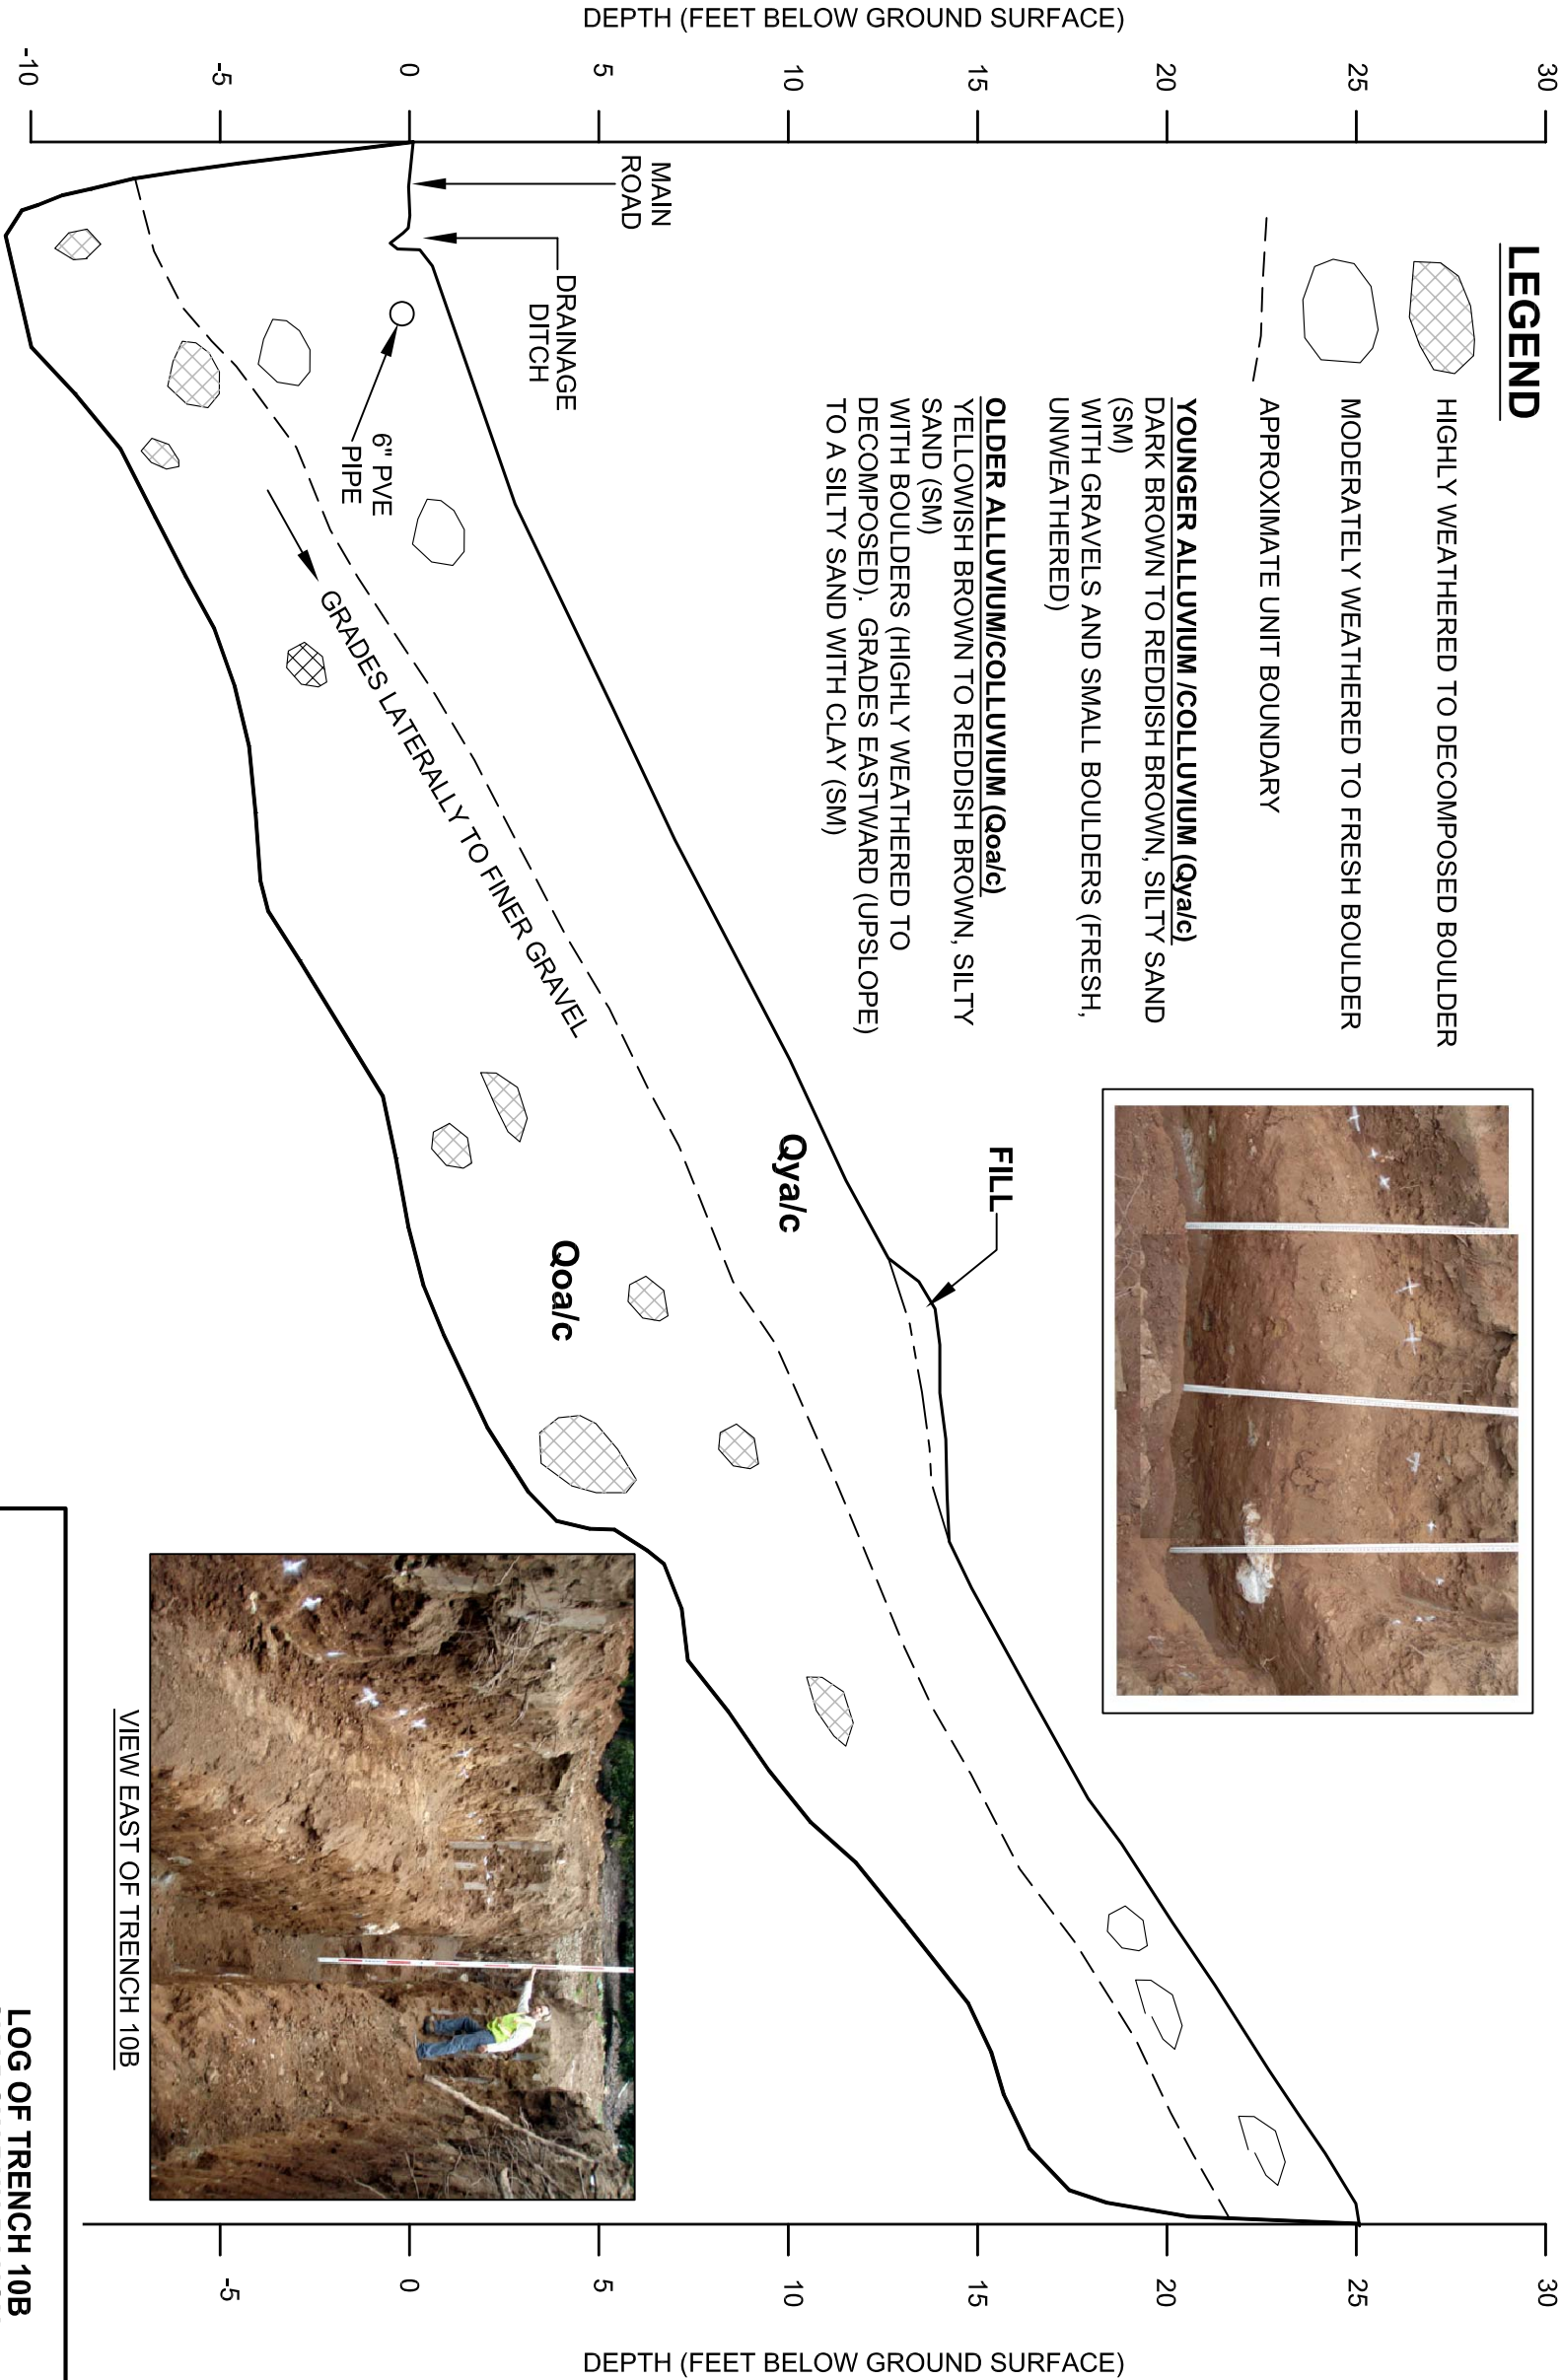 LEGEND
HIGHLY WEATHERED TO DECOMPOSED BOULDER
MODERATELY WEATHERED TO FRESH BOULDER
APPROXIMATE UNIT BOUNDARY
YOUNGER ALLUVIUM /COLLUVIUM (Qya/c)
DARK BROWN TO REDDISH BROWN, SILTY SAND
(SM)
WITH GRAVELS AND SMALL BOULDERS (FRESH,
UNWEATHERED)
OLDER ALLUVIUM/COLLUVIUM (Qoa/c)
YELLOWISH BROWN TO REDDISH BROWN, SILTY
SAND (SM)
WITH BOULDERS (HIGHLY WEATHERED TO
DECOMPOSED). GRADES EASTWARD (UPSLOPE)
TO A SILTY SAND WITH CLAY (SM)
DEPTH (FEET BELOW GROUND SURFACE)
30
25
20
15
10
5
0
-5
-10
MAIN
ROAD
DRAINAGE
DITCH
6" PVE
PIPE
GRADES LATERALLY TO FINER GRAVEL
FILL
Qya/c
Qoa/c
VIEW EAST OF TRENCH 10B
30
25
20
15
10
5
0
-5
DEPTH (FEET BELOW GROUND SURFACE)
LOG OF TRENCH 10B